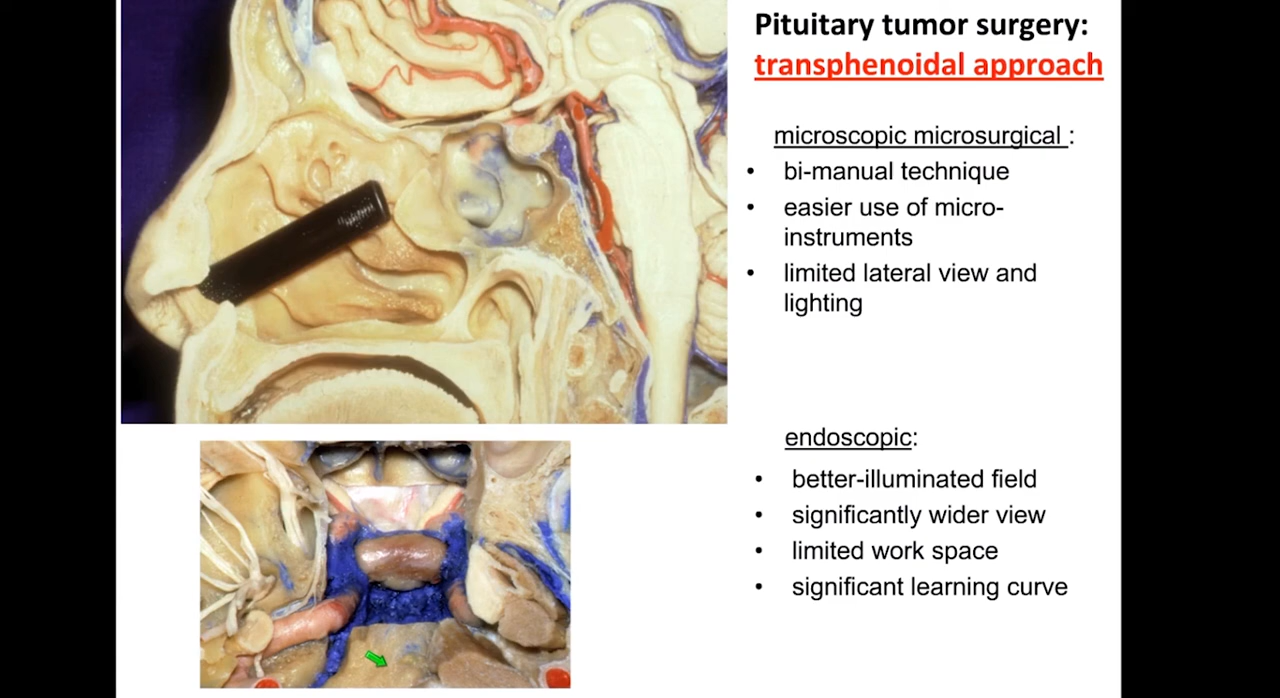 Pituitary tumor surgery:
transphenoidal approach
microscopic microsurgical :
• bi-manual technique
• easier use of micro-
instruments
• limited lateral view and
lighting
endoscopic:
• better-illuminated field
• significantly wider view
• limited work space
• significant learning curve